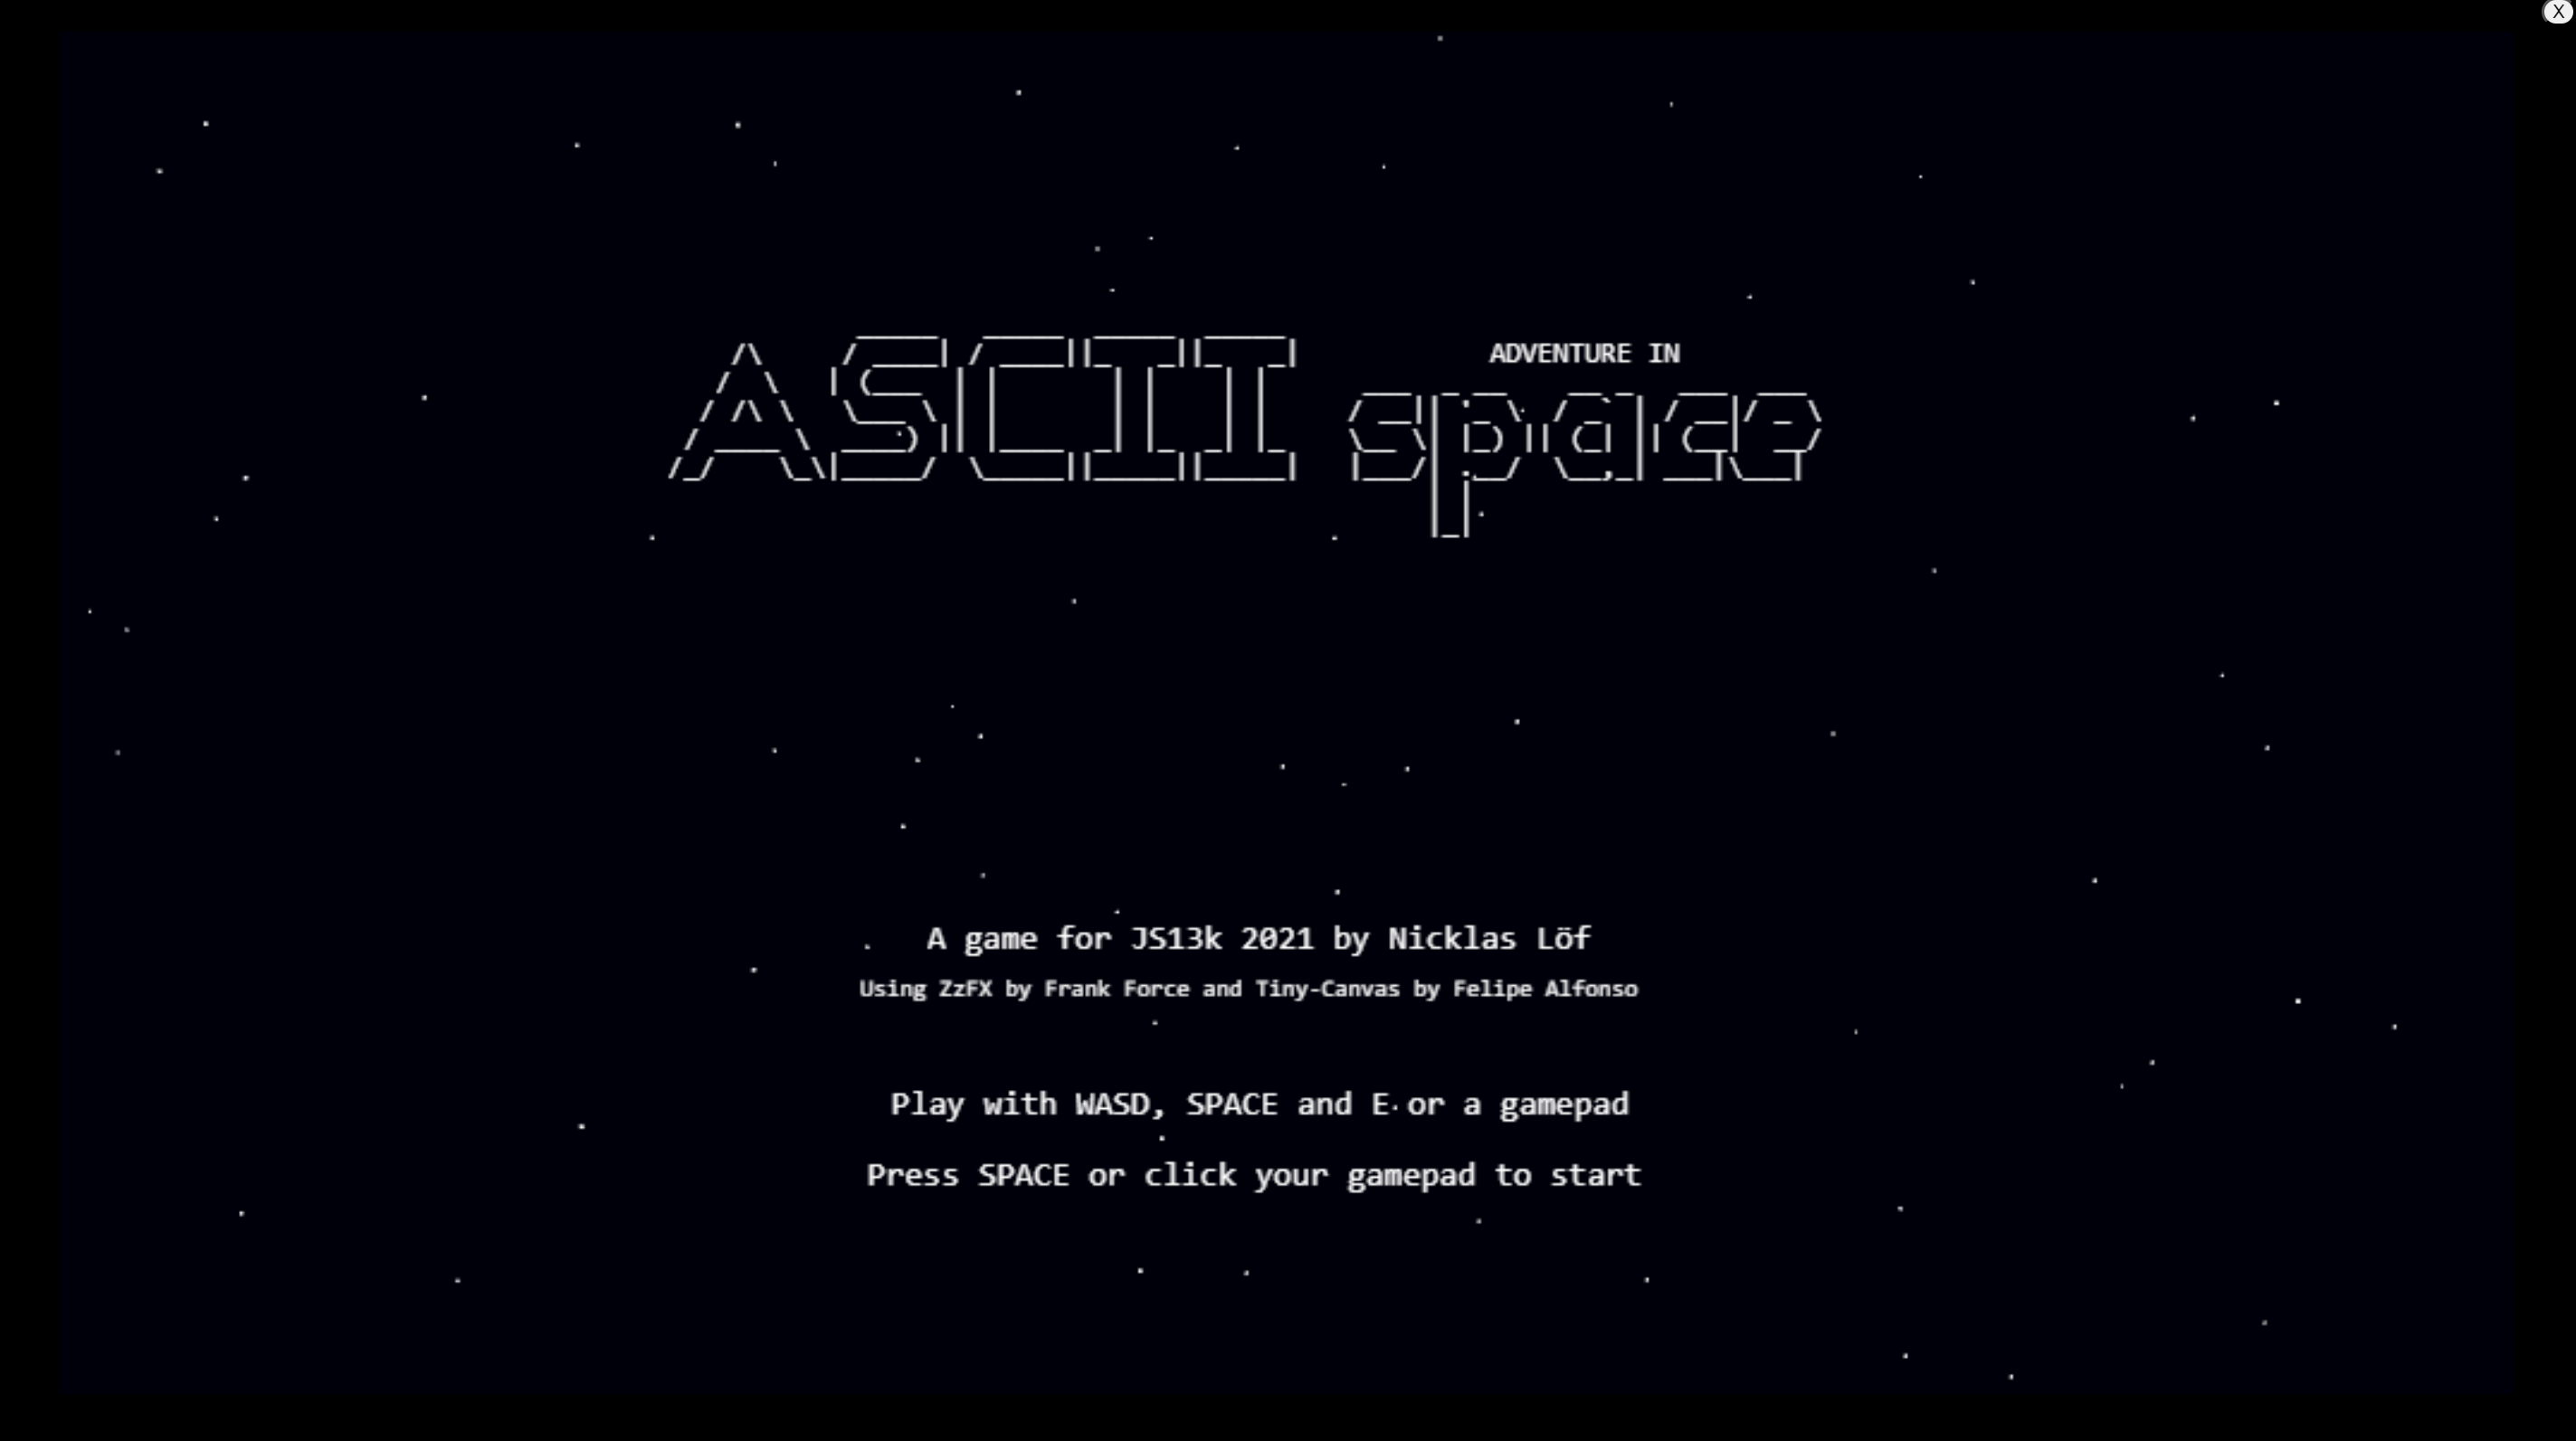 X
ADVENTURE IN
ASCII space
A game for JS13k 2021 by Nicklas Löf
Using ZzFX by Frank Force and Tiny-Canvas by Felipe Alfonso
Play with WASD, SPACE and E or a gamepad
Press SPACE or click your gamepad to start